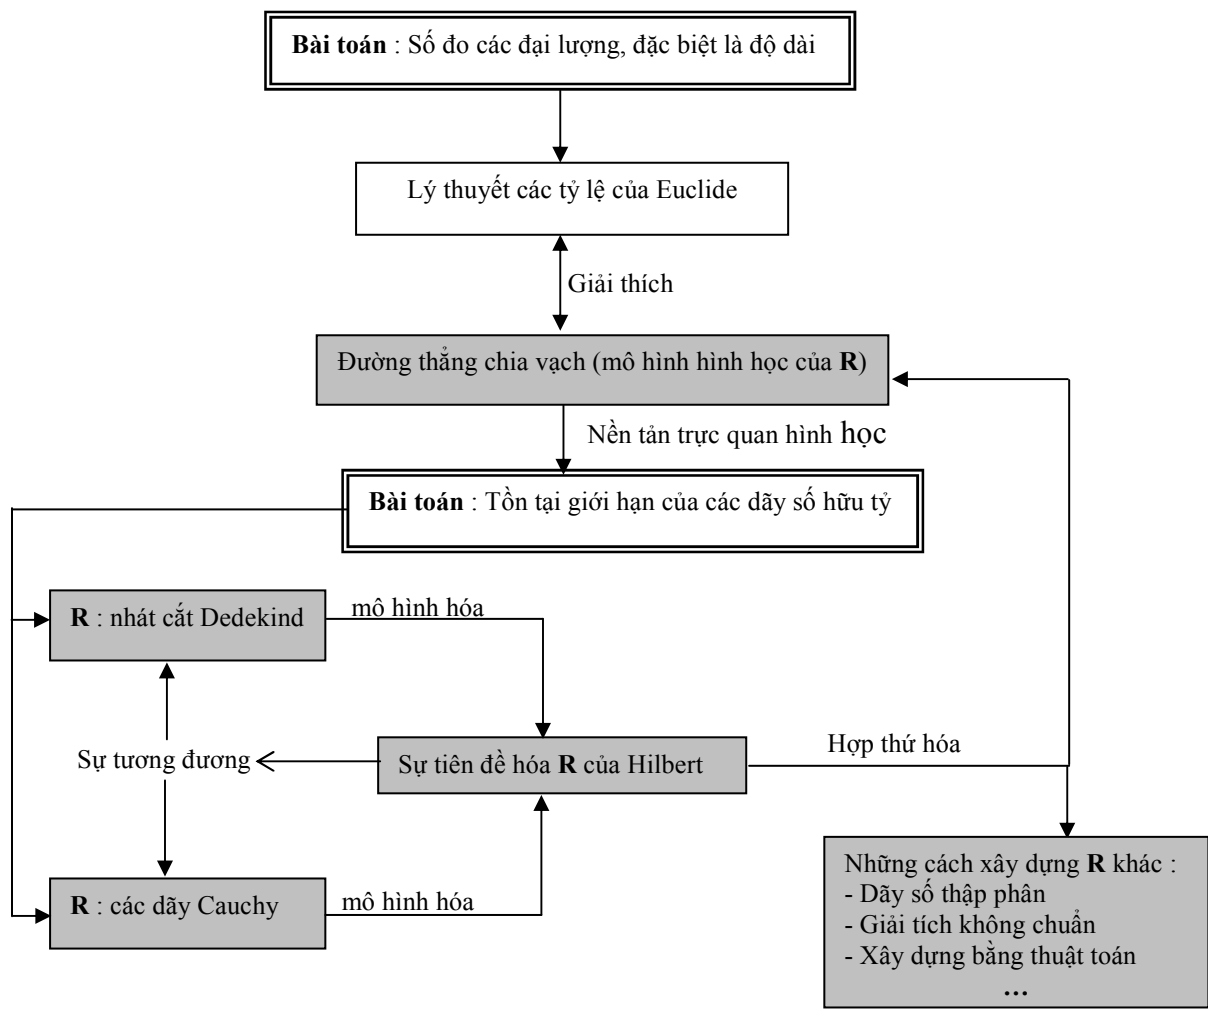 Bài toán : Số đo các đại lượng, đặc biệt là độ dài
Lý thuyết các tỷ lệ của Euclide
Giải thích
Đường thẳng chia vạch (mô hình hình học của R)
Nền tản trực quan hình học
Bài toán : Tồn tại giới hạn của các dãy số hữu tỷ
R : nhát cắt Dedekind
mô hình hóa
Sự tương đương
Sự tiên đề hóa R của Hilbert
Hợp thứ hóa
R : các dãy Cauchy
mô hình hóa
Những cách xây dựng R khác :
- Dãy số thập phân
- Giải tích không chuẩn
- Xây dựng bằng thuật toán
...